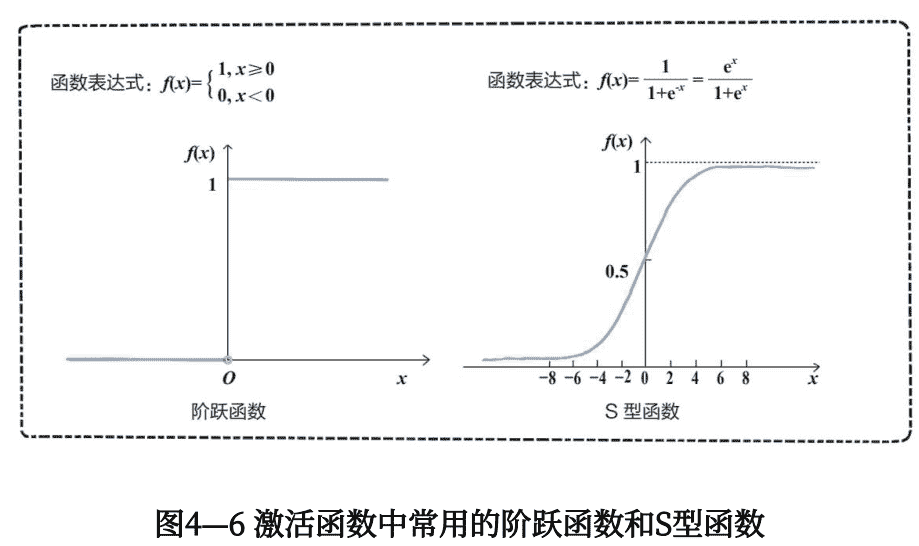 函数表达式: f(x)={1, x≥0
0, x<0
f(x)
1
O
x
阶跃函数
函数表达式: f(x)=1/(1+e^-x)=e^x/(1+e^x)
f(x)
1
0.5
-8 -6 -4 -2 0 2 4 6 8 x
S 型函数
图4—6 激活函数中常用的阶跃函数和S型函数